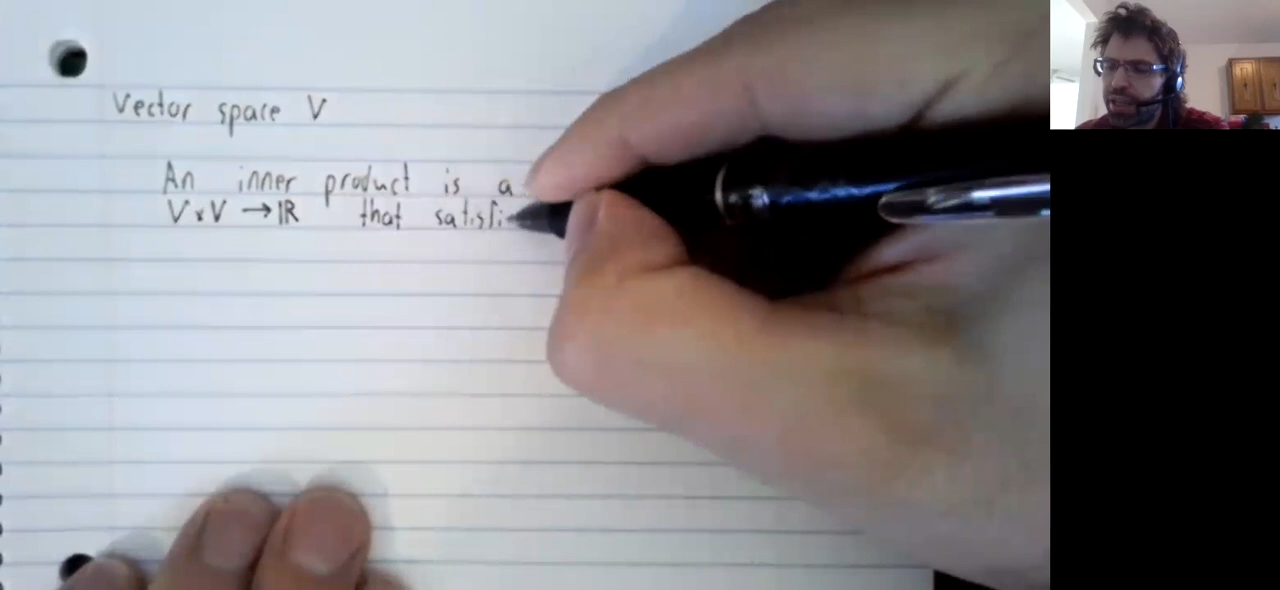 Vector space V
An inner product is a
V×V →ℝ that satisfi